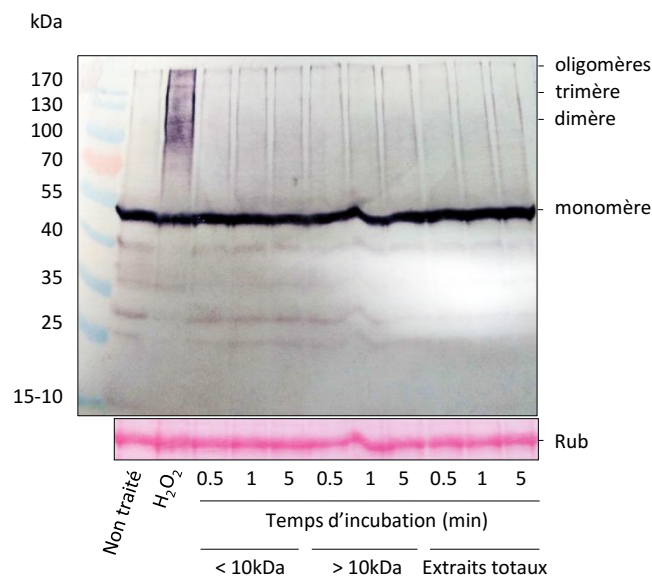 kDa
170
130
100
70
55
40
35
25
15-10
oligomères
trimère
dimère
monomère
Rub
Non traité
H₂O₂
0.5 1 5 0.5 1 5 0.5 1 5
Temps d’incubation (min)
< 10kDa > 10kDa Extraits totaux